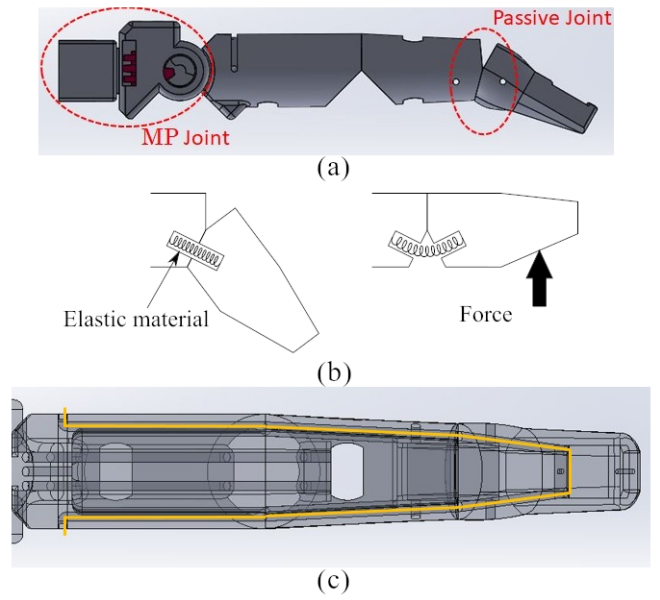 Passive Joint
MP Joint
(a)
Elastic material
Force
(b)
(c)